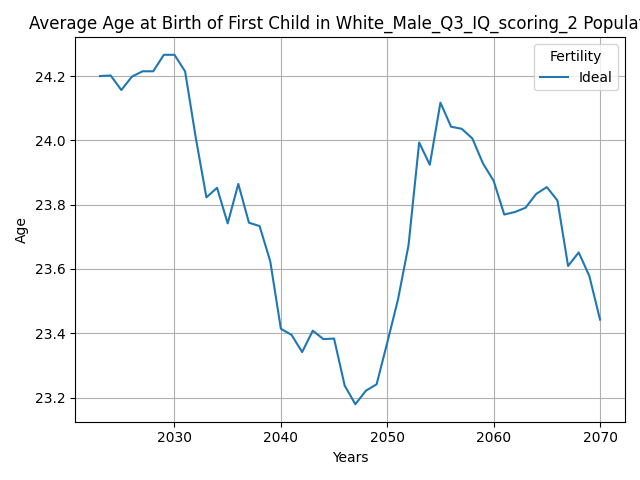 Average Age at Birth of First Child in White_Male_Q3_IQ_scoring_2
Fertility
Ideal
24.2
24.0
23.8
23.6
23.4
23.2
Age
2030 2040 2050 2060 2070
Years